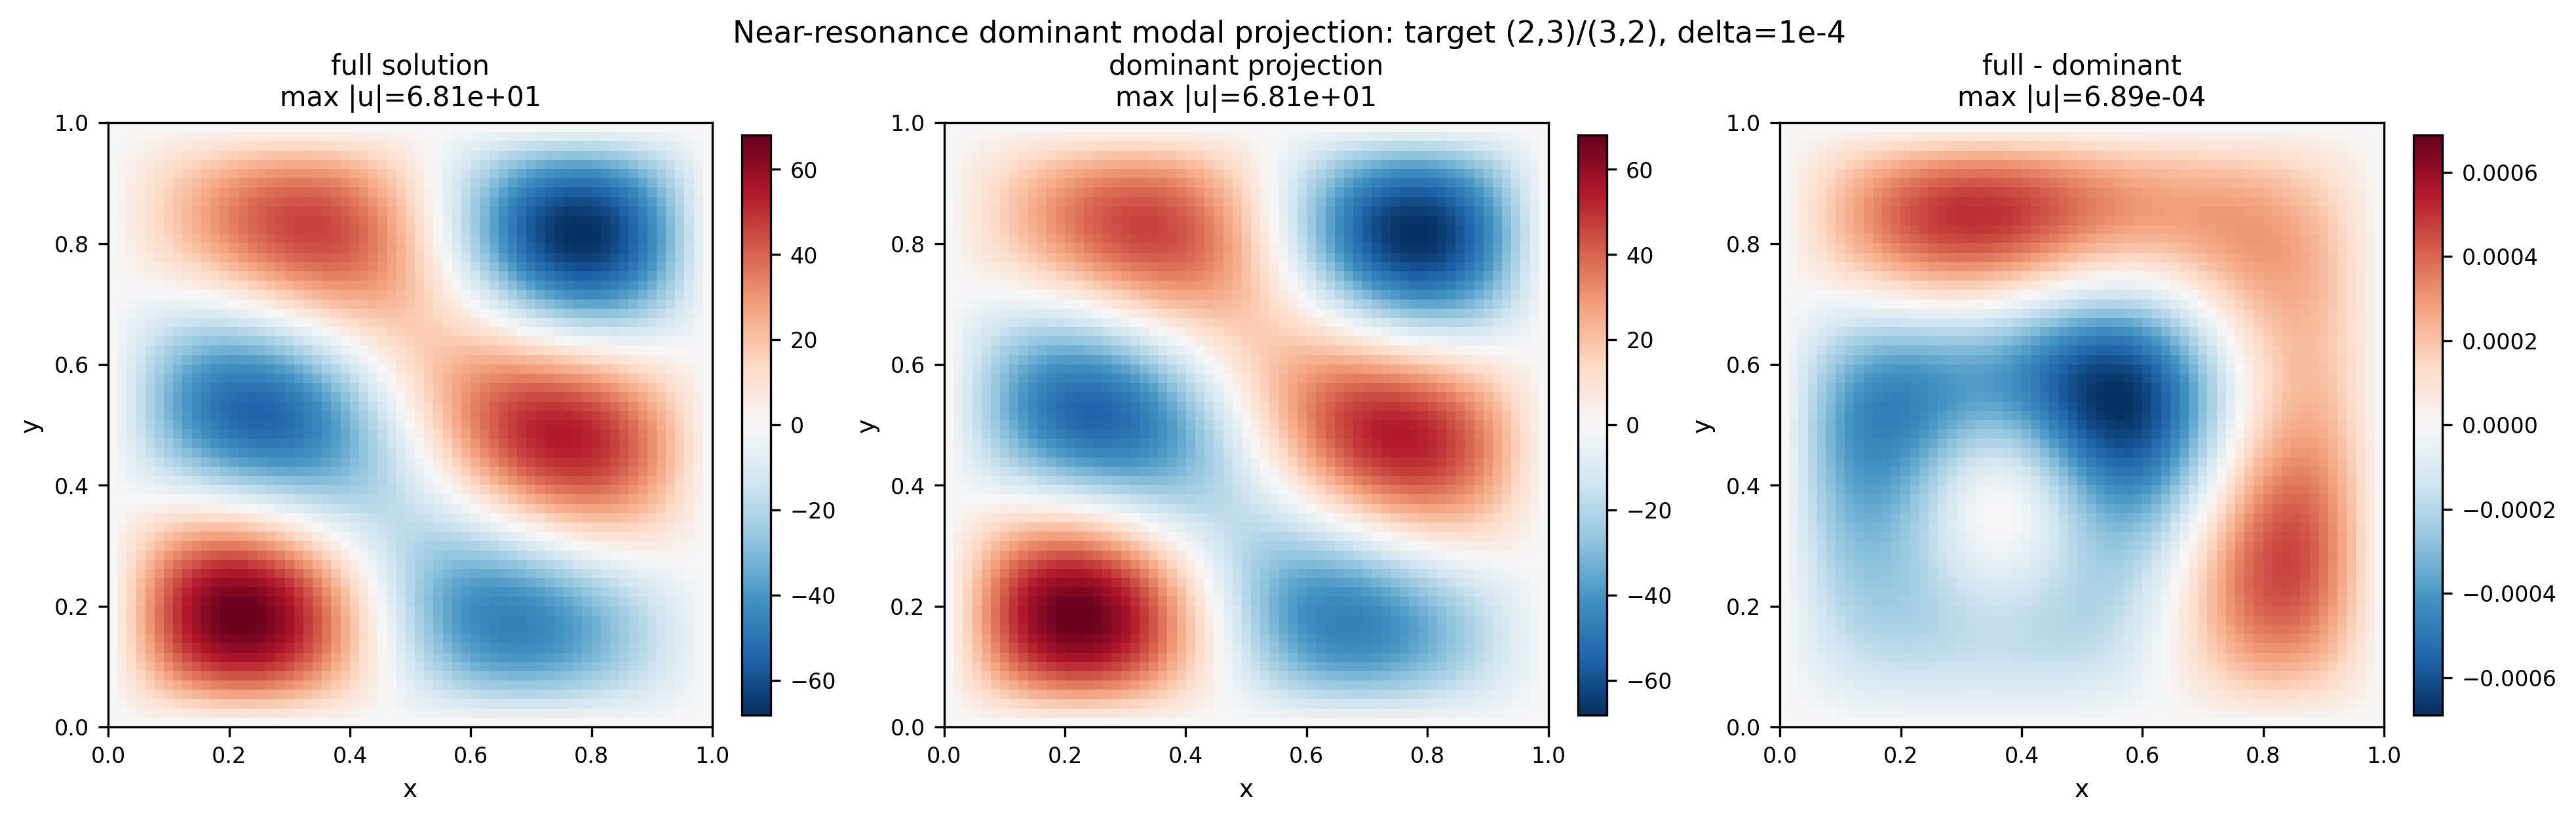 Near-resonance dominant modal projection: target (2,3)/(3,2), delta=1e-4
full solution
max |u|=6.81e+01
1.0
0.8
0.6
0.4
0.2
0.0
y
0.0 0.2 0.4 0.6 0.8 1.0
x
60
40
20
0
−20
−40
−60
dominant projection
max |u|=6.81e+01
1.0
0.8
0.6
0.4
0.2
0.0
y
0.0 0.2 0.4 0.6 0.8 1.0
x
60
40
20
0
−20
−40
−60
full - dominant
max |u|=6.89e-04
1.0
0.8
0.6
0.4
0.2
0.0
y
0.0 0.2 0.4 0.6 0.8 1.0
x
0.0006
0.0004
0.0002
0.0000
−0.0002
−0.0004
−0.0006